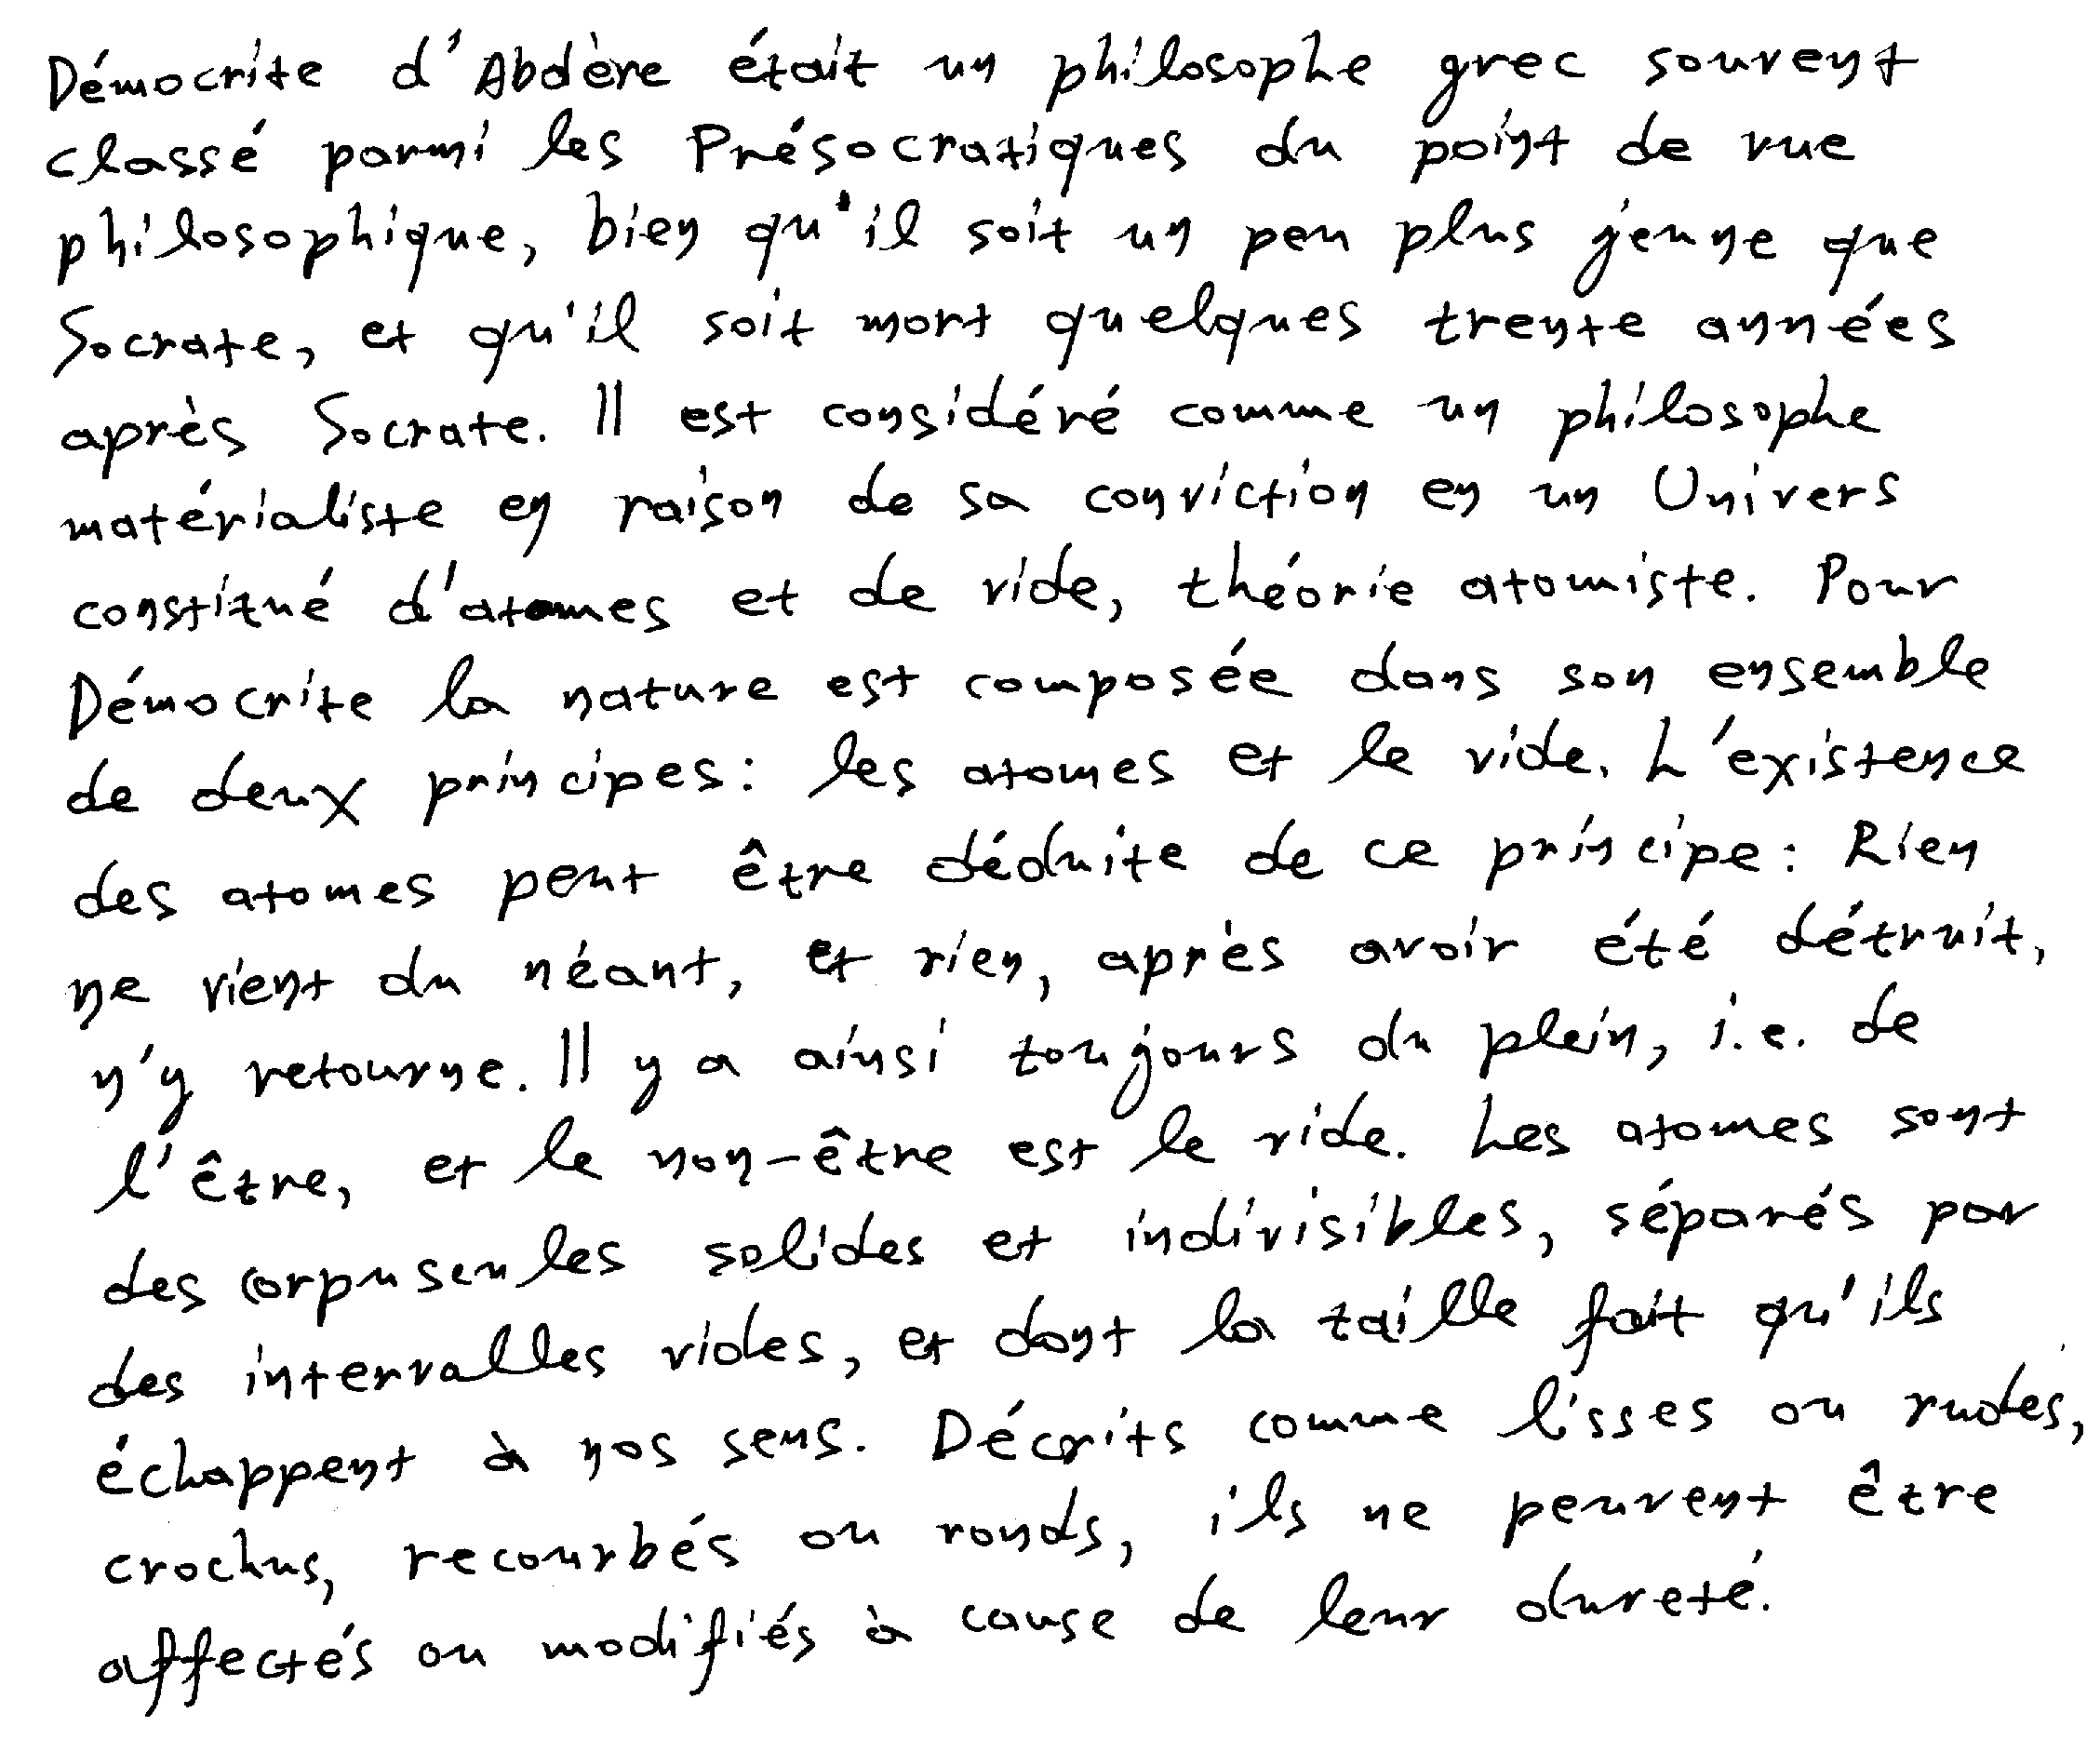 Démocrite d'Abdère était un philosophe grec souvent
classé parmi les Présocratiques du point de vue
philosophique, bien qu'il soit un peu plus jeune que
Socrate, et qu'il soit mort quelques trente années
après Socrate. Il est considéré comme un philosophe
matérialiste en raison de sa conviction en un Univers
constitué d'atomes et de vide, théorie atomiste. Pour
Démocrite la nature est composée dans son ensemble
de deux principes : les atomes et le vide. L'existence
des atomes peut être déduite de ce principe : Rien
ne vient du néant, et rien, après avoir été détruit,
n'y retourne. Il y a ainsi toujours du plein, i.e. de
l'être, et le non-être est le vide. Les atomes sont
des corpuscules solides et indivisibles, séparés par
des intervalles vides, et dont la taille fait qu'ils
échappent à nos sens. Décrits comme lisses ou rudes,
crochus, recourbés ou ronds, ils ne peuvent être
affectés ou modifiés à cause de leur dureté.